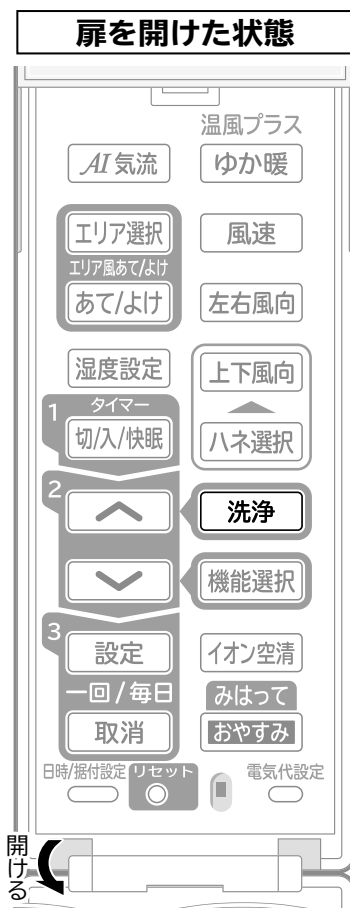 扉を開けた状態
温風プラス
AI気流
ゆか暖
エリア選択
風速
エリア風あて/よけ
あて/よけ
左右風向
湿度設定
上下風向
1
タイマー
切/入/快眠
ハネ選択
2
洗浄
機能選択
3
設定
イオン空清
一回/毎日
みはって
取消
おやすみ
日時/据付設定
リセット
電気代設定
開ける